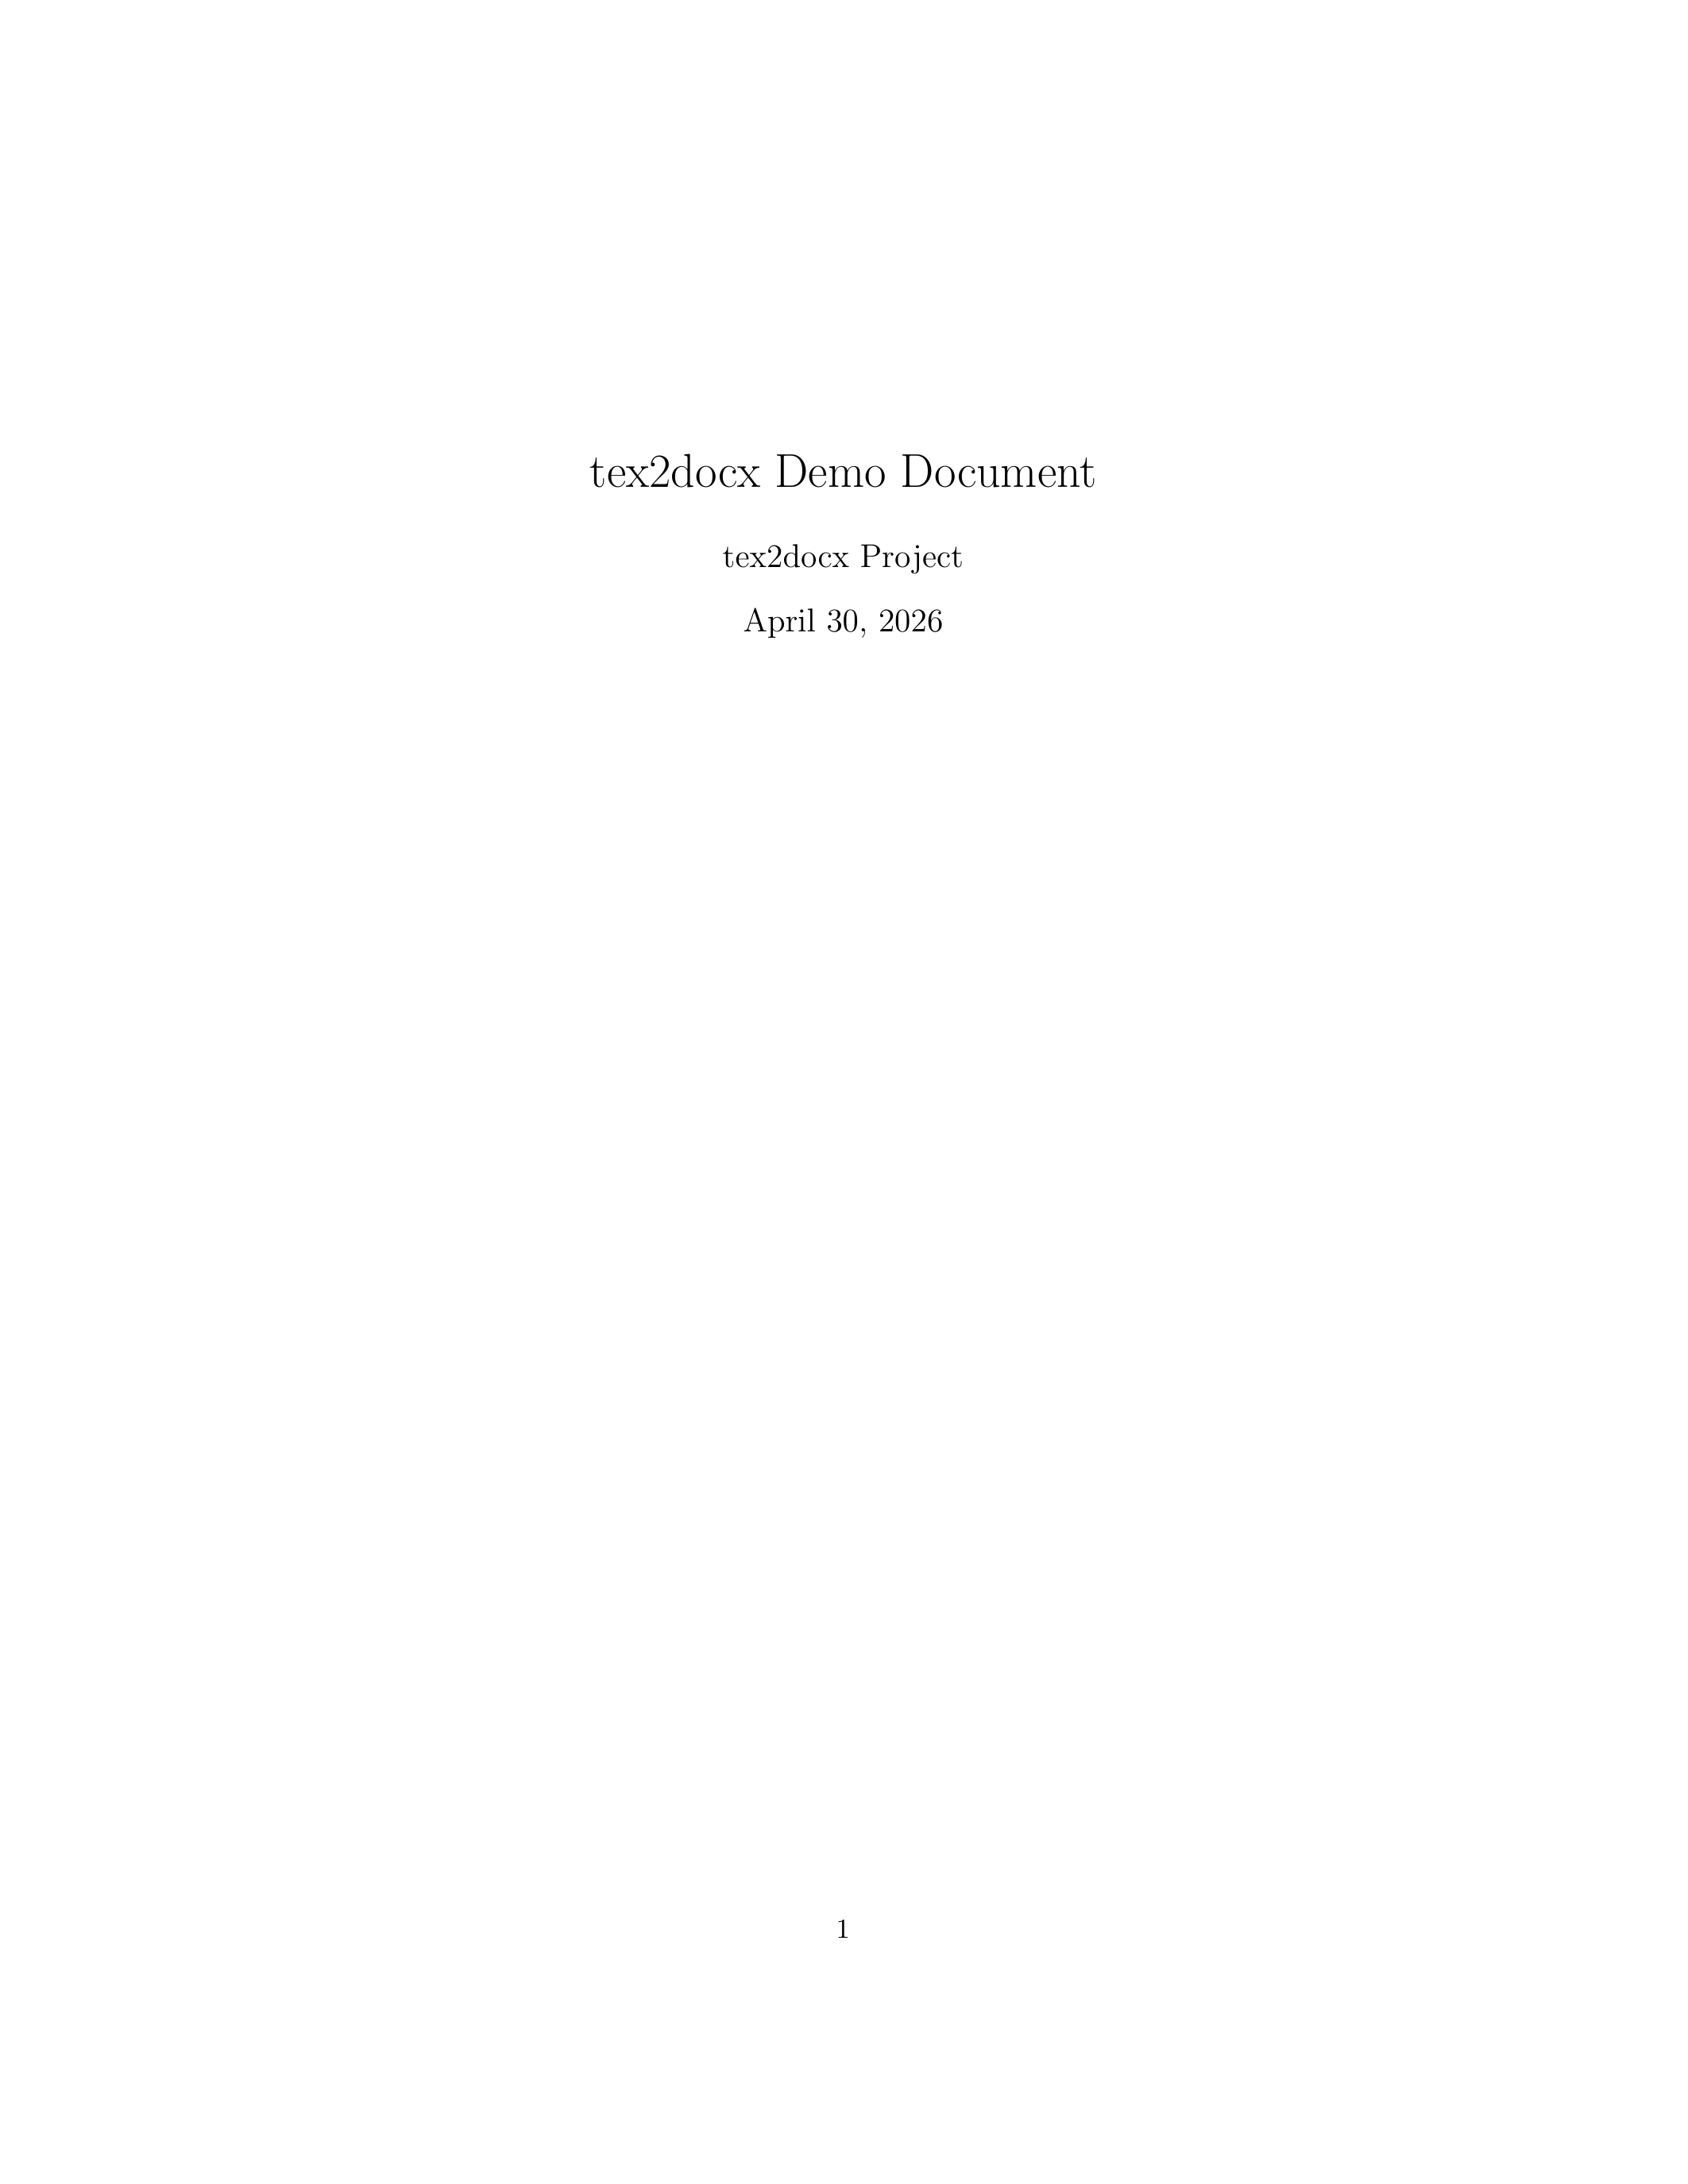 tex2docx Demo Document
tex2docx Project
April 30, 2026
1